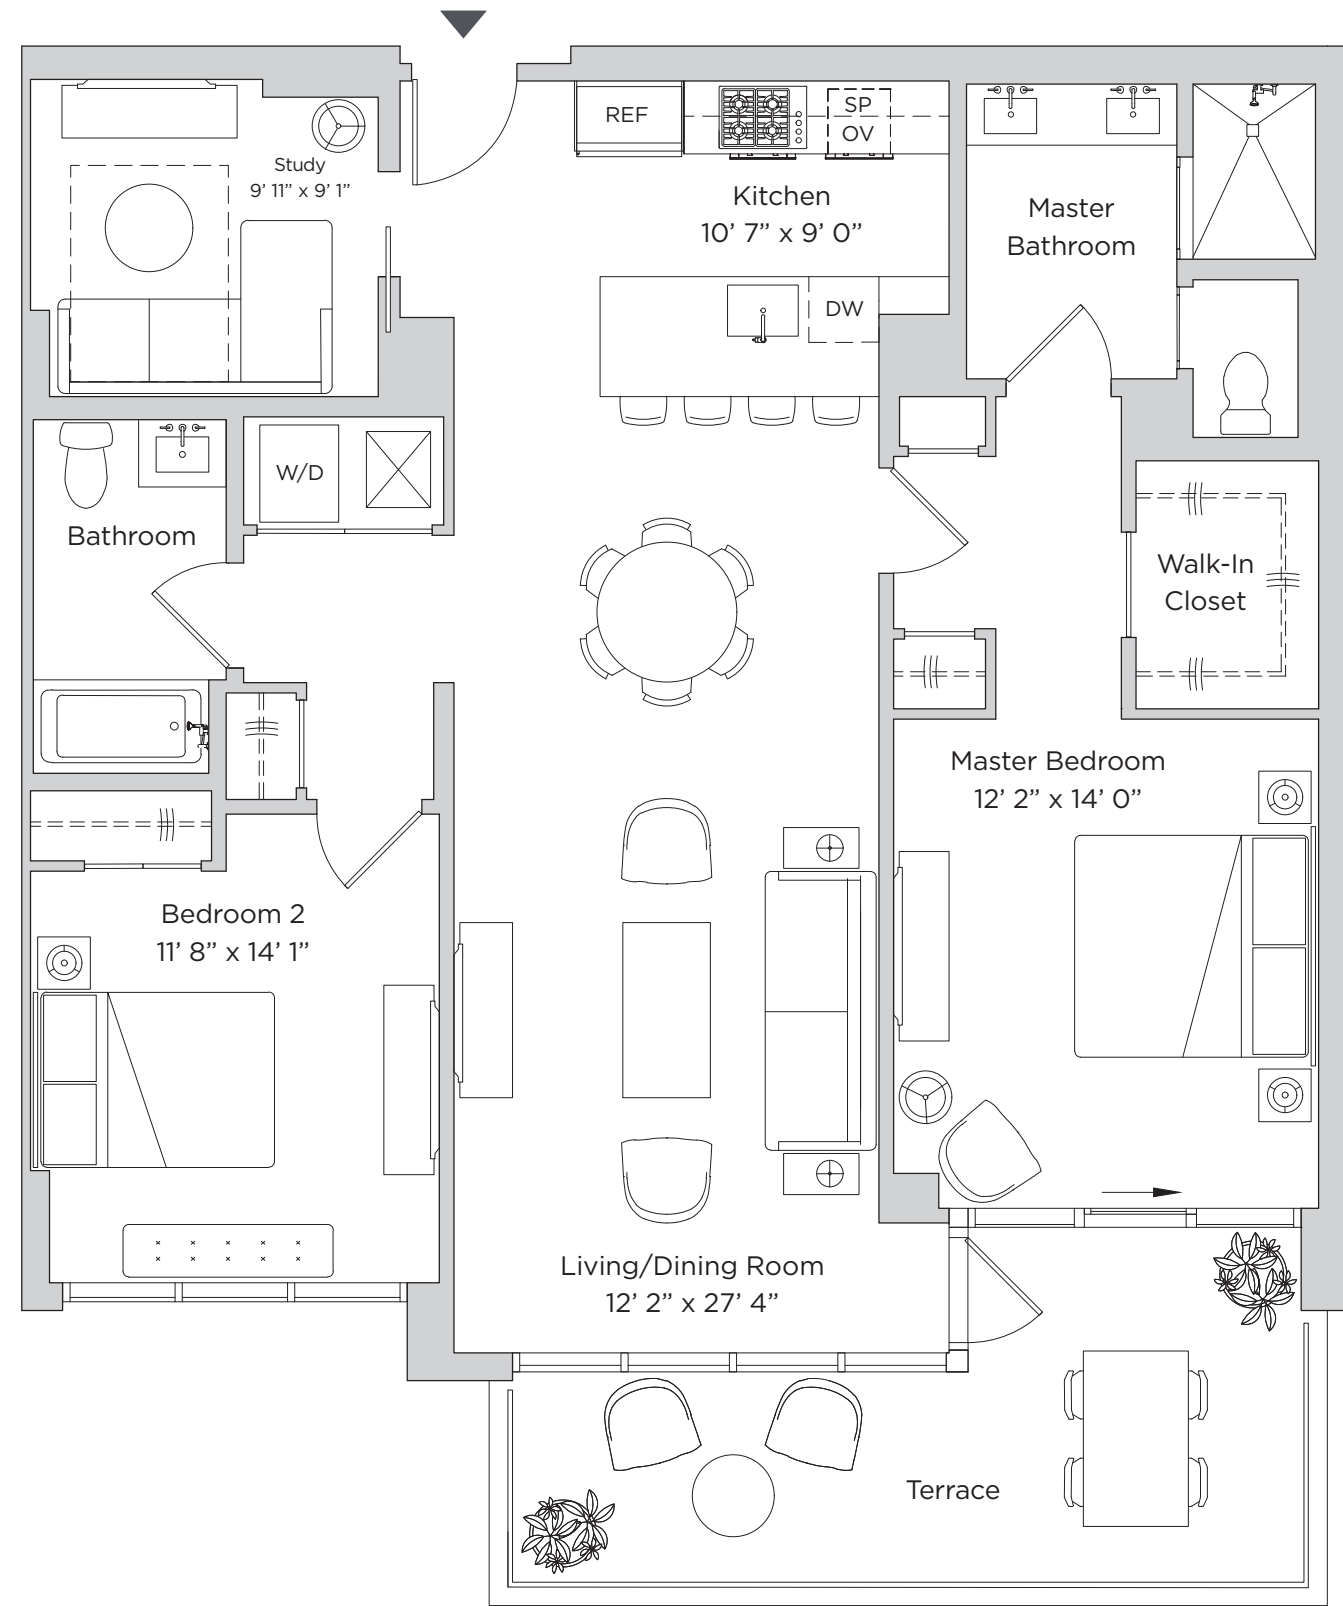 REF
SP
OV
Study
9’ 11” x 9’ 1”
Kitchen
10’ 7” x 9’ 0”
Master
Bathroom
DW
W/D
Bathroom
Walk-In
Closet
Master Bedroom
12’ 2” x 14’ 0”
Bedroom 2
11’ 8” x 14’ 1”
Living/Dining Room
12’ 2” x 27’ 4”
Terrace